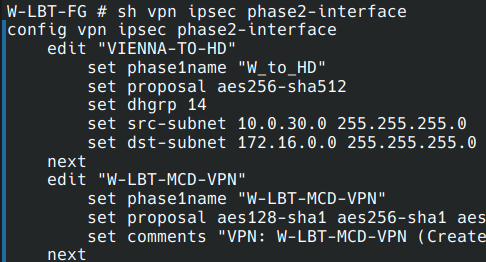 W-LBT-FG # sh vpn ipsec phase2-interface
config vpn ipsec phase2-interface
    edit "VIENNA-TO-HD"
        set phase1name "W_to_HD"
        set proposal aes256-sha512
        set dhgrp 14
        set src-subnet 10.0.30.0 255.255.255.0
        set dst-subnet 172.16.0.0 255.255.255.0
    next
    edit "W-LBT-MCD-VPN"
        set phase1name "W-LBT-MCD-VPN"
        set proposal aes128-sha1 aes256-sha1 aes
        set comments "VPN: W-LBT-MCD-VPN (Create
    next